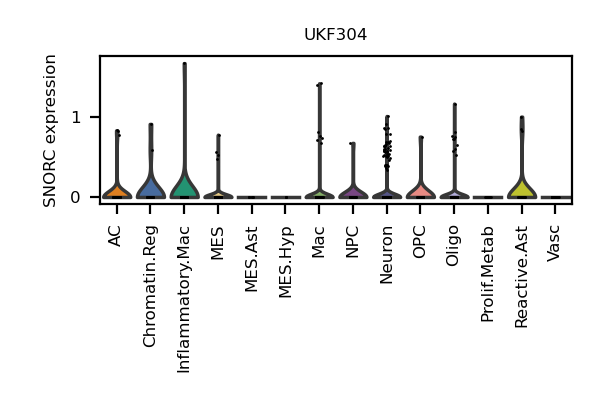 UKF304
SNORC expression
1
0
AC
Chromatin.Reg
Inflammatory.Mac
MES
MES.Ast
MES.Hyp
Mac
NPC
Neuron
OPC
Oligo
Prolif.Metab
Reactive.Ast
Vasc